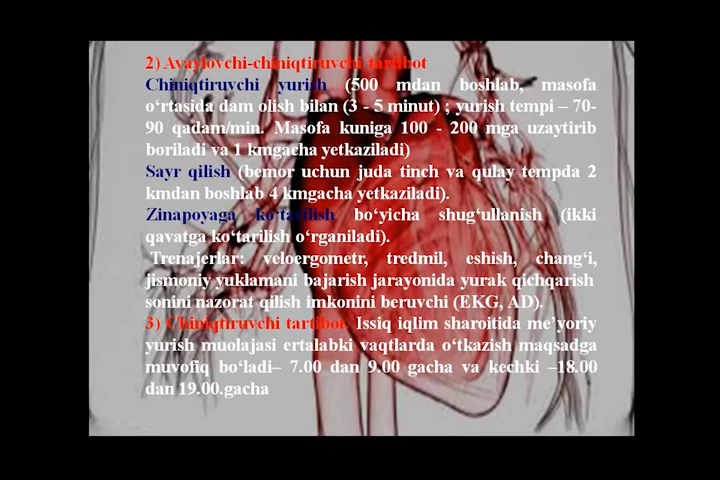 2) Avaylovchi-chiniqtiruvchi tartibot
Chiniqtiruvchi yurish (500 mdan boshlab, masofa
o‘rtasida dam olish bilan (3 - 5 minut) ; yurish tempi – 70-
90 qadam/min. Masofa kuniga 100 - 200 mga uzaytirib
boriladi va 1 kmgacha yetkaziladi)
Sayr qilish (bemor uchun juda tinch va qulay tempda 2
kmdan boshlab 4 kmgacha yetkaziladi).
Zinapoyaga ko‘tarilish bo‘yicha shug‘ullanish (ikki
qavatga ko‘tarilish o‘rganiladi).
Trenajerlar: veloergometr, tredmil, eshish, chang‘i,
jismoniy yuklamani bajarish jarayonida yurak qichqarish
sonini nazorat qilish imkonini beruvchi (EKG, AD).
3) Chiniqtiruvchi tartibot Issiq iqlim sharoitida me’yoriy
yurish muolajasi ertalabki vaqtlarda o‘tkazish maqsadga
muvofiq bo‘ladi– 7.00 dan 9.00 gacha va kechki –18.00
dan 19.00.gacha